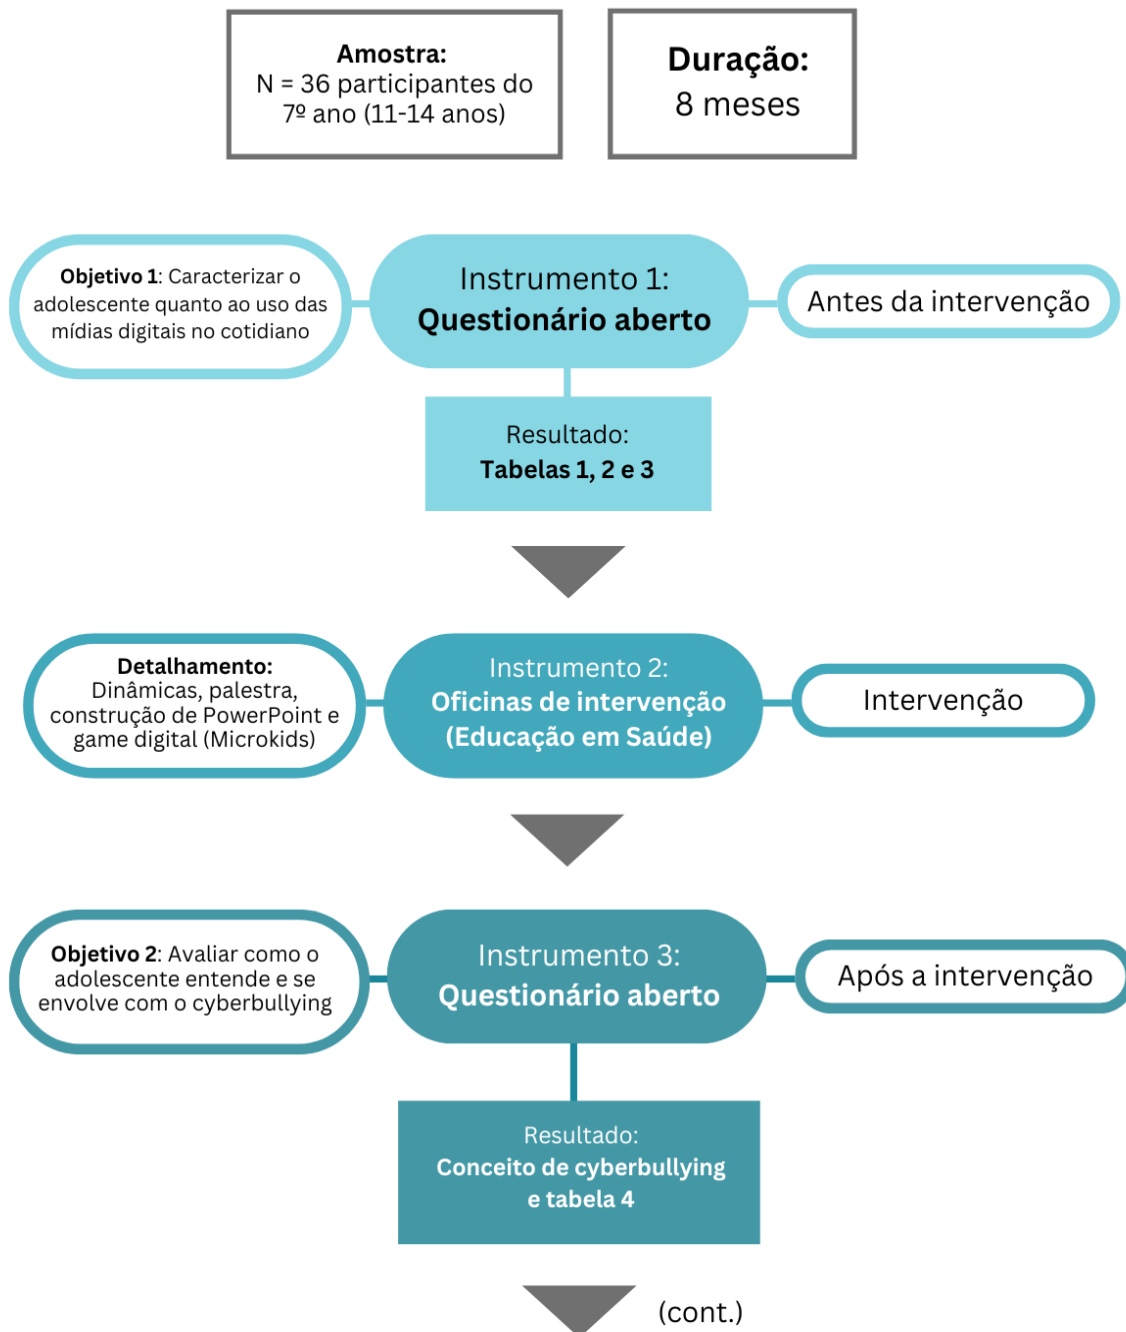 Amostra:
N = 36 participantes do
7º ano (11-14 anos)
Duração:
8 meses
Objetivo 1: Caracterizar o
adolescente quanto ao uso das
mídias digitais no cotidiano
Instrumento 1:
Questionário aberto
Antes da intervenção
Resultado:
Tabelas 1, 2 e 3
Detalhamento:
Dinâmicas, palestra,
construção de PowerPoint e
game digital (Microkids)
Instrumento 2:
Oficinas de intervenção
(Educação em Saúde)
Intervenção
Objetivo 2: Avaliar como o
adolescente entende e se
envolve com o cyberbullying
Instrumento 3:
Questionário aberto
Após a intervenção
Resultado:
Conceito de cyberbullying
e tabela 4
(cont.)